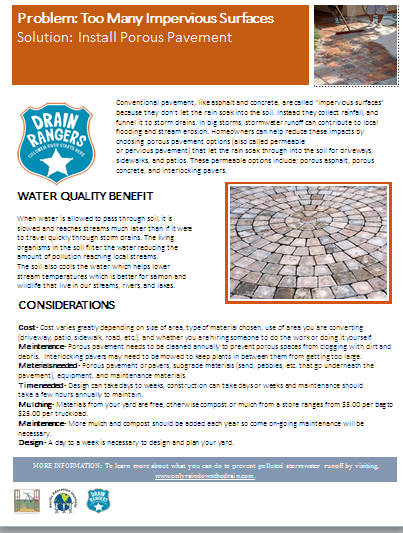 Problem: Too Many Impervious Surfaces
Solution: Install Porous Pavement
Conventional pavement, like asphalt and concrete, are called "impervious surfaces"
because they don't let the rain soak into the soil. Instead they collect rainfall, and
funnel it to storm drains. In big storms, stormwater runoff can contribute to local
flooding and stream erosion. Homeowners can help reduce these impacts by
choosing porous pavement options (also called permeable
or pervious pavement) that let the rain soak through into the soil for driveways,
sidewalks, and patios. These permeable options include: porous asphalt, porous
concrete, and interlocking pavers.
DRAIN
RANGERS
COLUMBIA RIVER STARTS HERE
WATER QUALITY BENEFIT
When water is allowed to pass through soil, it is
slowed and reaches streams much later than if it were
to travel quickly through storm drains. The living
organisms in the soil filter the water reducing the
amount of pollution reaching local streams.
The soil also cools the water which helps lower
stream temperatures which is better for salmon and
wildlife that live in our streams, rivers, and lakes.
CONSIDERATIONS
Cost - Cost varies greatly depending on size of area, type of material chosen, use of area you are converting
(driveway, patio, sidewalk, road, etc.), and whether you are hiring someone to do the work or doing it yourself.
Maintenance - Porous pavement needs to be cleaned annually to prevent porous spaces from clogging with dirt and
debris. Interlocking pavers may need to be mowed to keep plants in between them from getting too large.
Materials needed - Porous pavement or pavers, subgrade materials (sand, pebbles, etc. that go underneath the
pavement), equipment, and maintenance materials.
Time needed - Design can take days to weeks, construction can take days or weeks and maintenance should
take a few hours annually to maintain.
Mulching - Materials from your yard are free, otherwise compost or mulch from a store ranges from $5.00 per bag to
$25.00 per truckload.
Maintenance - More mulch and compost should be added each year so come on-going maintenance will be
necessary.
Design - A day to a week is necessary to design and plan your yard.
MORE INFORMATION: To learn more about what you can do to prevent polluted stormwater runoff by visiting,
www.onlyraindownthedrain.com.
DRAIN
RANGERS